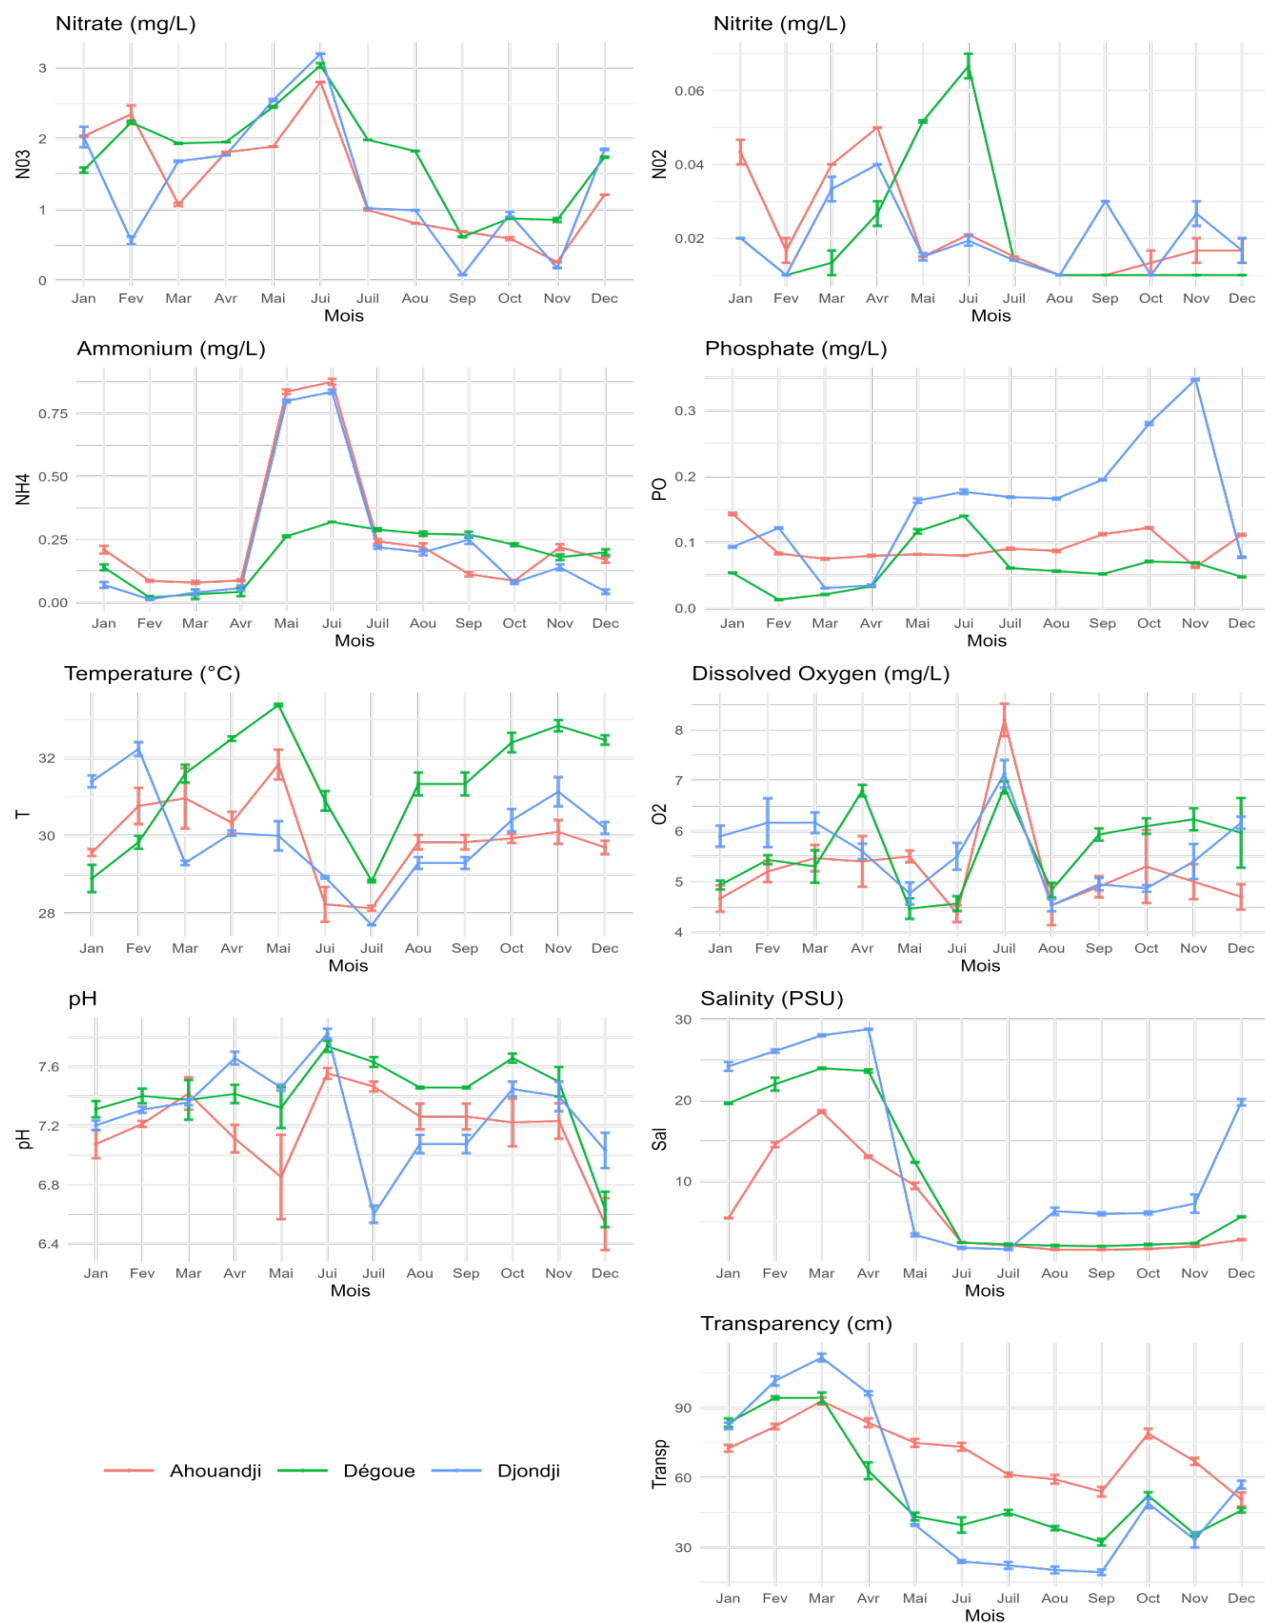 Nitrate (mg/L)
N03
3
2
1
0
Jan Fev Mar Avr Mai Jui Juil Aou Sep Oct Nov Dec
Mois
Nitrite (mg/L)
N02
0.06
0.04
0.02
Jan Fev Mar Avr Mai Jui Juil Aou Sep Oct Nov Dec
Mois
Ammonium (mg/L)
NH4
0.75
0.50
0.25
0.00
Jan Fev Mar Avr Mai Jui Juil Aou Sep Oct Nov Dec
Mois
Phosphate (mg/L)
PO
0.3
0.2
0.1
0.0
Jan Fev Mar Avr Mai Jui Juil Aou Sep Oct Nov Dec
Mois
Temperature (°C)
T
32
30
28
Jan Fev Mar Avr Mai Jui Juil Aou Sep Oct Nov Dec
Mois
Dissolved Oxygen (mg/L)
O2
8
7
6
5
4
Jan Fev Mar Avr Mai Jui Juil Aou Sep Oct Nov Dec
Mois
pH
pH
7.6
7.2
6.8
6.4
Jan Fev Mar Avr Mai Jui Juil Aou Sep Oct Nov Dec
Mois
Salinity (PSU)
Sal
30
20
10
Jan Fev Mar Avr Mai Jui Juil Aou Sep Oct Nov Dec
Mois
Ahouandji Dégoue Djondji
Transparency (cm)
Transp
90
60
30
Jan Fev Mar Avr Mai Jui Juil Aou Sep Oct Nov Dec
Mois